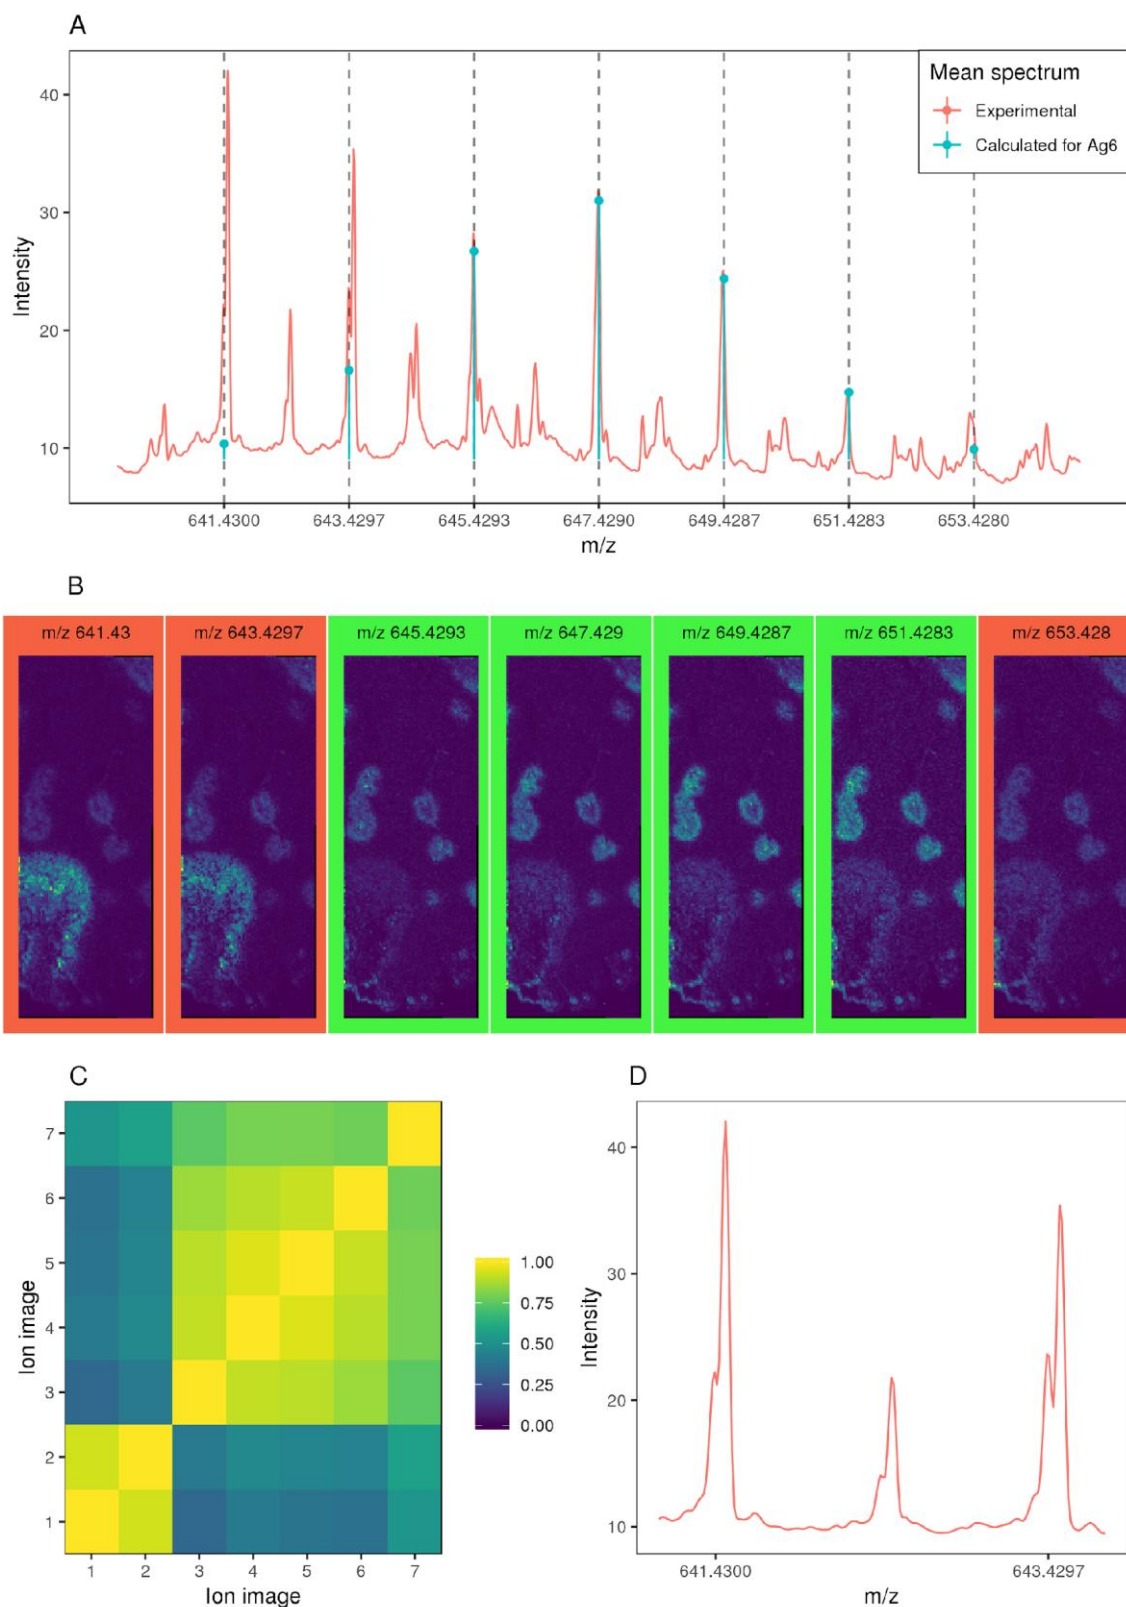 A
Intensity
40
30
20
10
Mean spectrum
Experimental
Calculated for Ag6
641.4300 643.4297 645.4293 647.4290 649.4287 651.4283 653.4280
m/z
B
m/z 641.43 m/z 643.4297 m/z 645.4293 m/z 647.429 m/z 649.4287 m/z 651.4283 m/z 653.428
C
Ion image
7
6
5
4
3
2
1
1 2 3 4 5 6 7
Ion image
1.00
0.75
0.50
0.25
0.00
D
Intensity
40
30
20
10
641.4300 643.4297
m/z